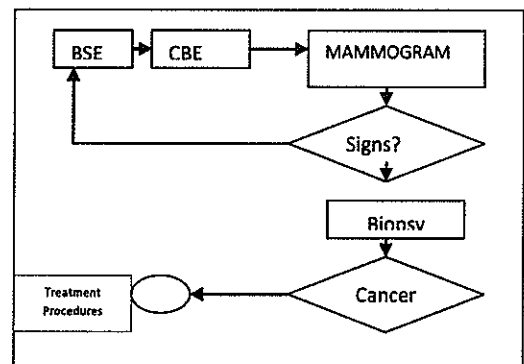 BSE
CBE
MAMMOGRAM
Signs?
Biopsy
Cancer
Treatment
Procedures